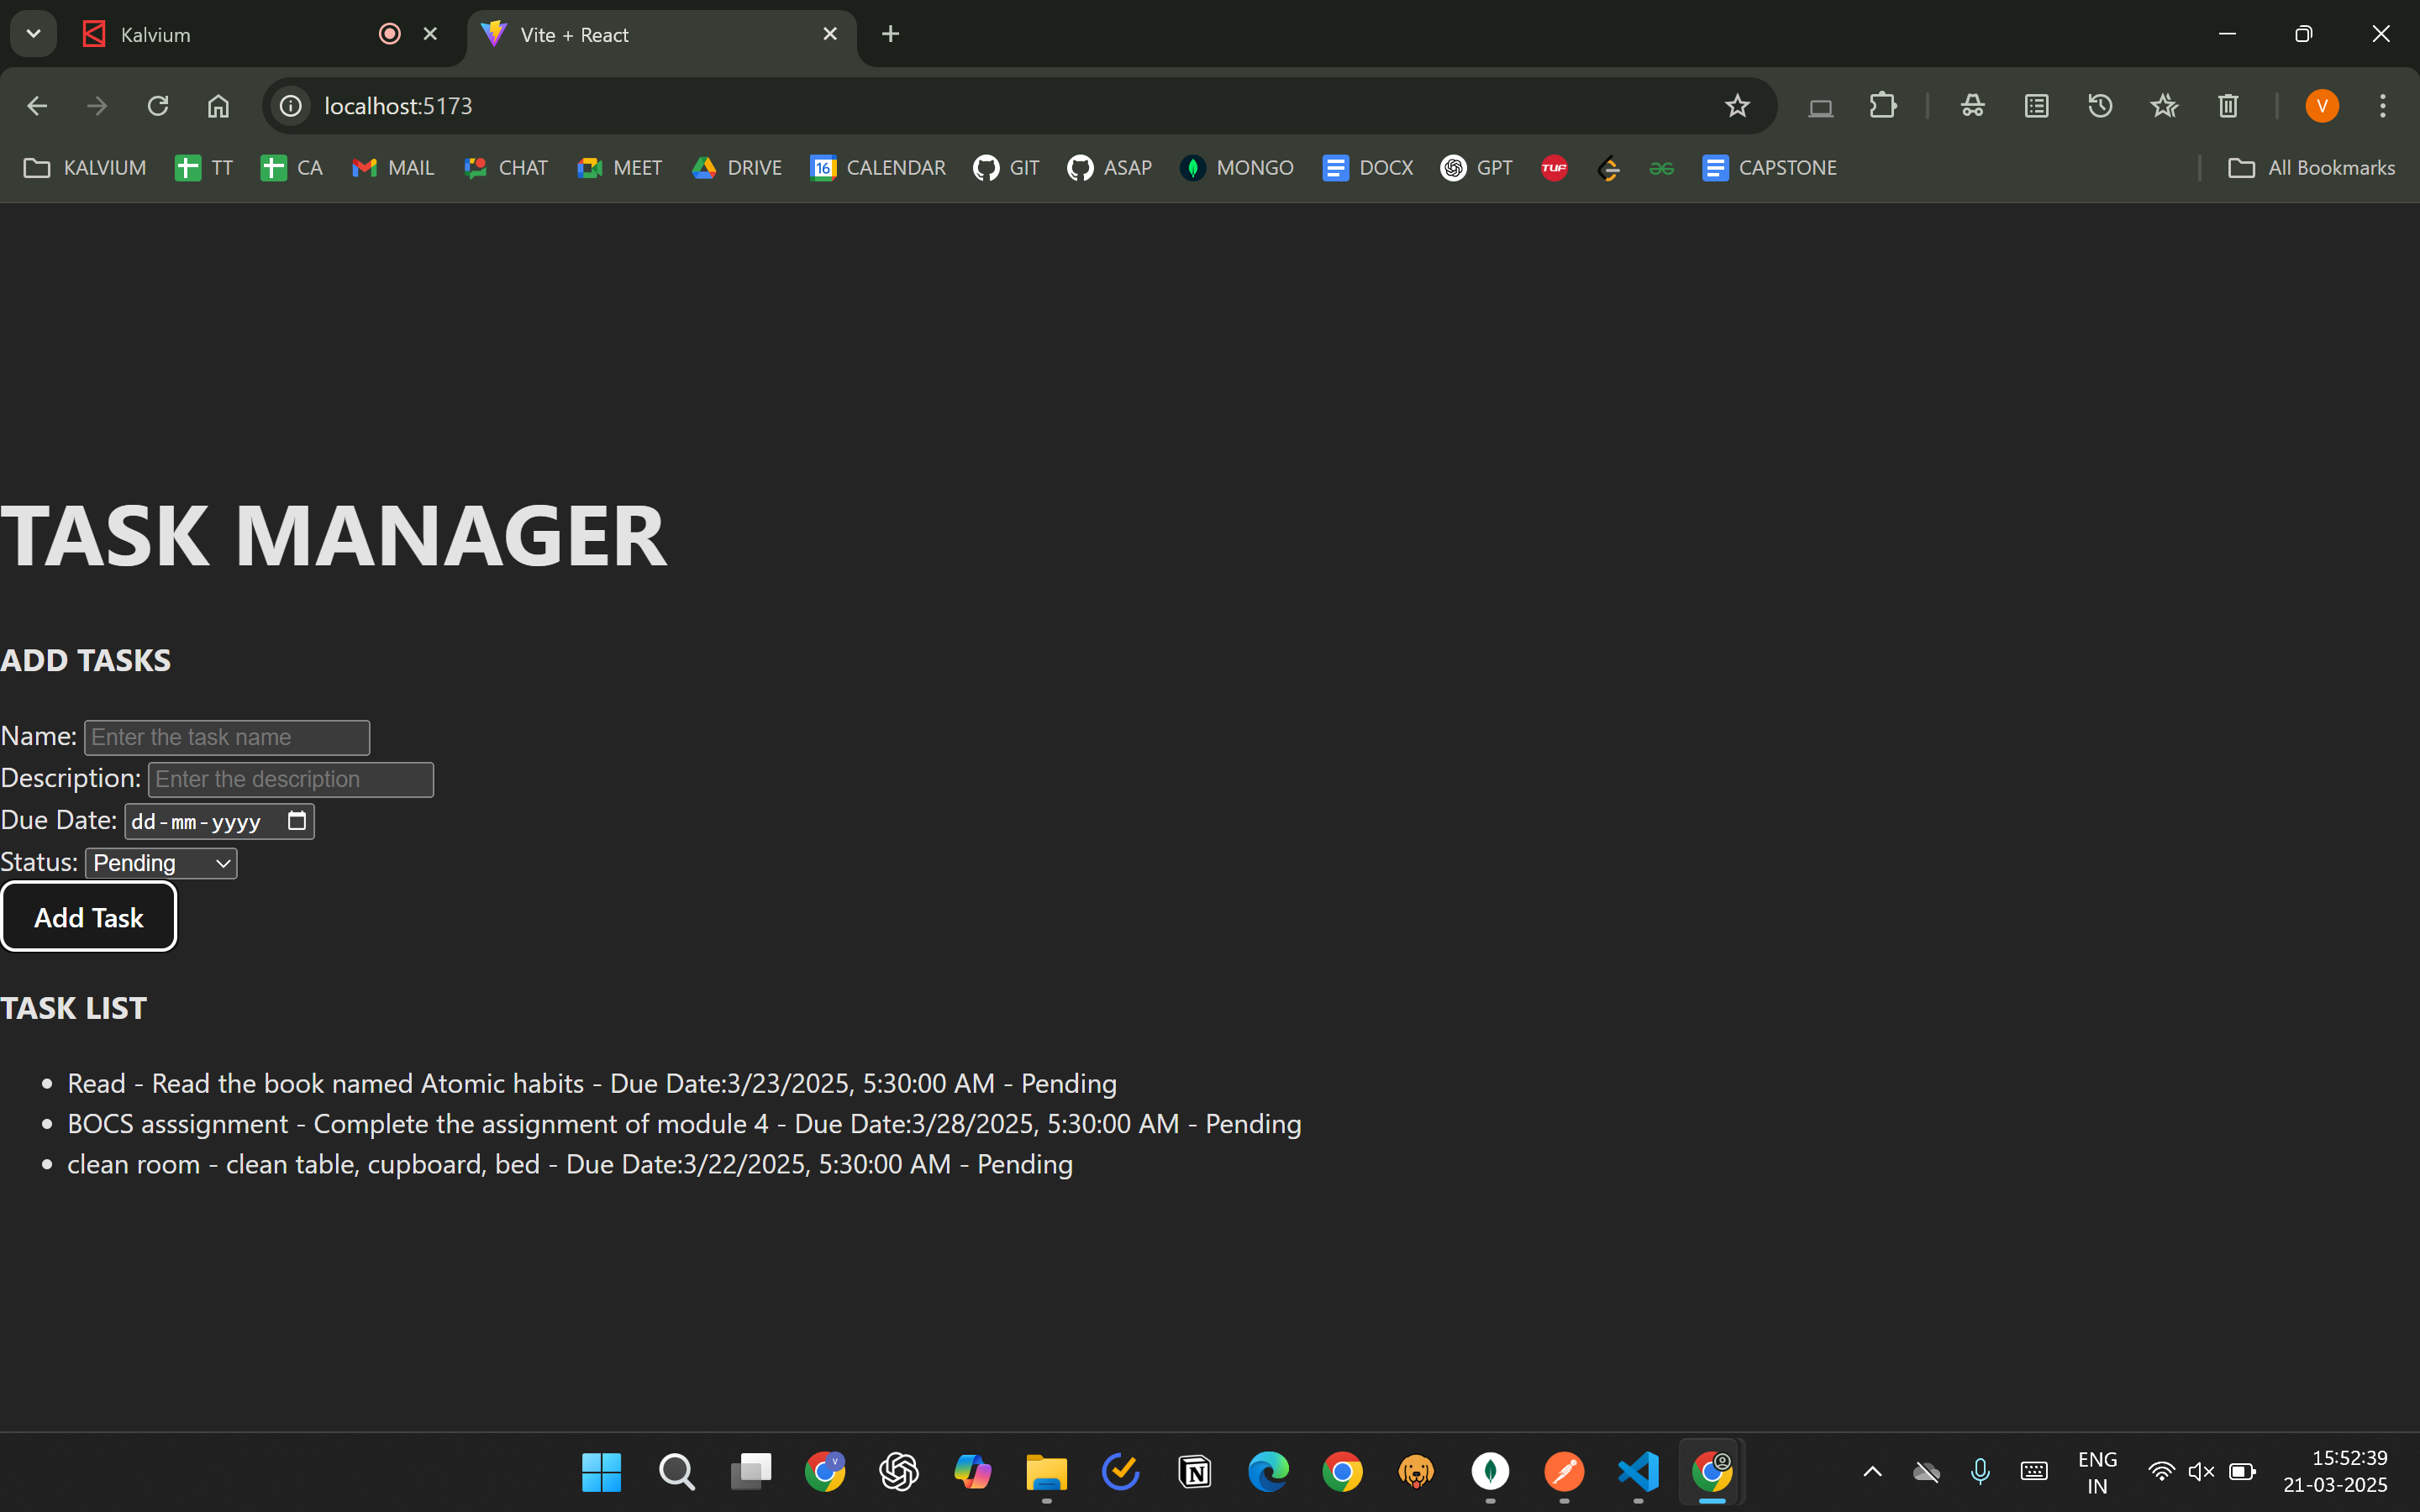 Kalvium
Vite + React
localhost:5173
V
KALVIUM TT CA MAIL CHAT MEET DRIVE 16 CALENDAR GIT ASAP MONGO DOCX GPT TUF CAPSTONE All Bookmarks
TASK MANAGER
ADD TASKS
Name: Enter the task name
Description: Enter the description
Due Date: dd-mm-yyyy
Status: Pending
Add Task
TASK LIST
Read - Read the book named Atomic habits - Due Date:3/23/2025, 5:30:00 AM - Pending
BOCS asssignment - Complete the assignment of module 4 - Due Date:3/28/2025, 5:30:00 AM - Pending
clean room - clean table, cupboard, bed - Due Date:3/22/2025, 5:30:00 AM - Pending
ENG
IN
15:52:39
21-03-2025